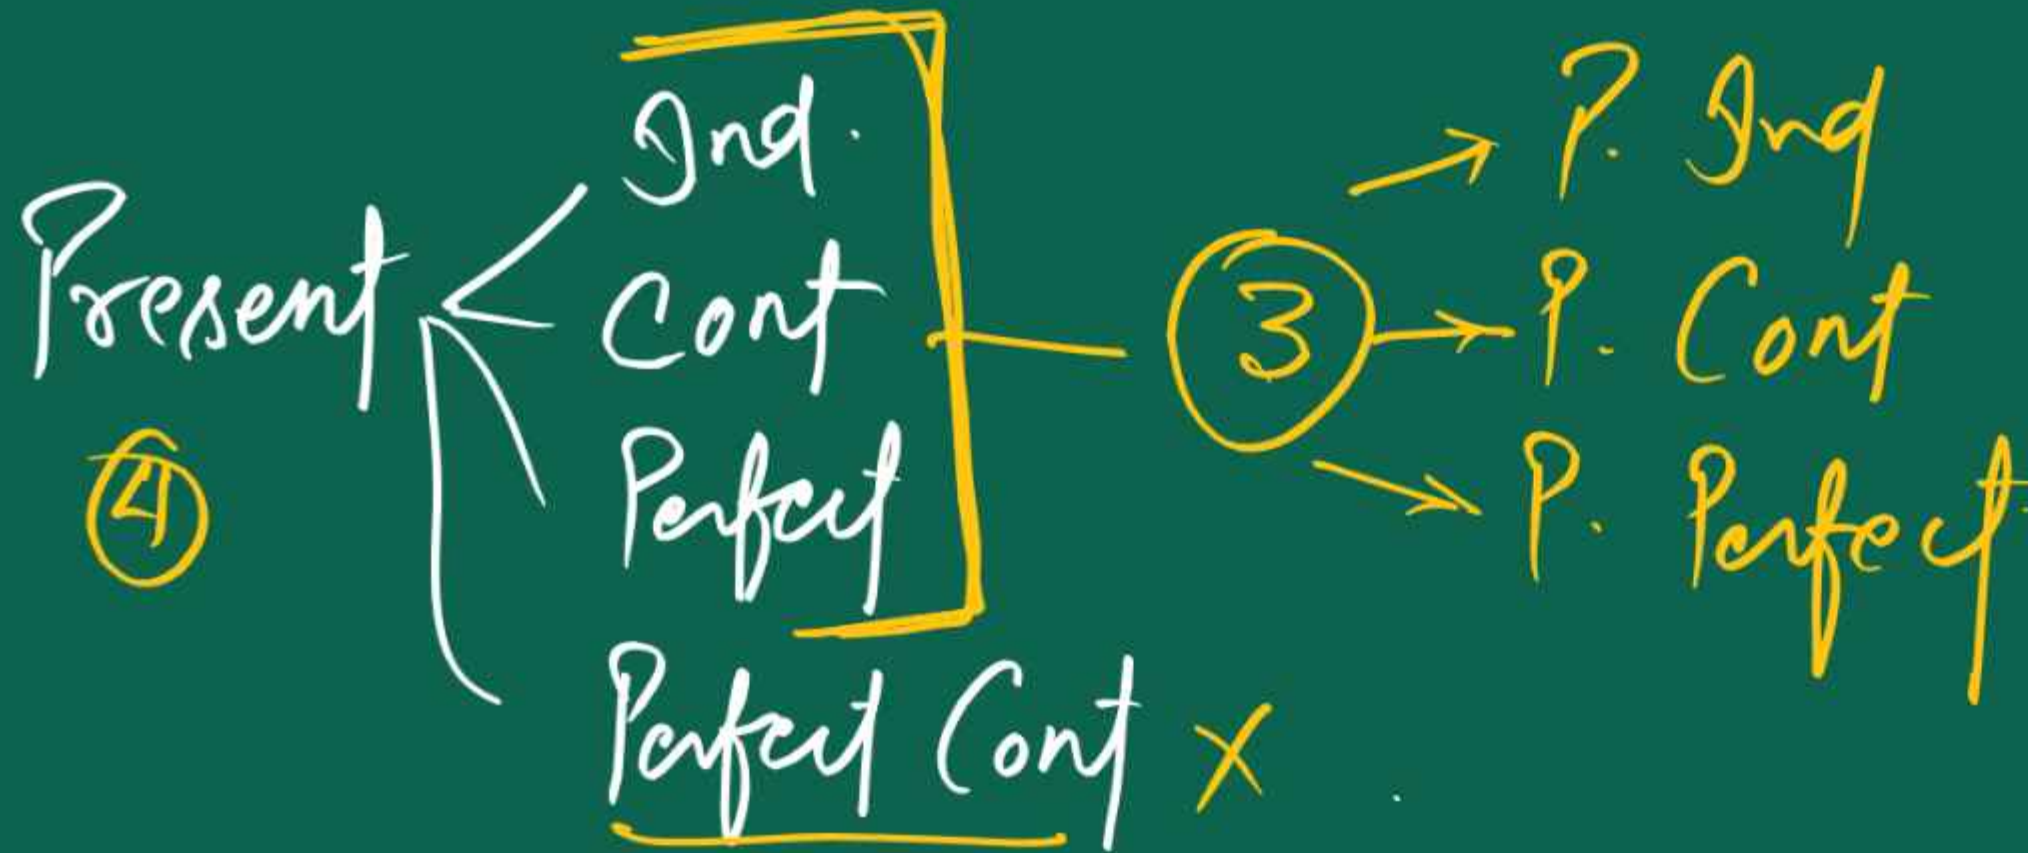 Present
④
Ind.
Cont
Perfect
Perfect Cont X
③
P. Ind
P. Cont
P. Perfect